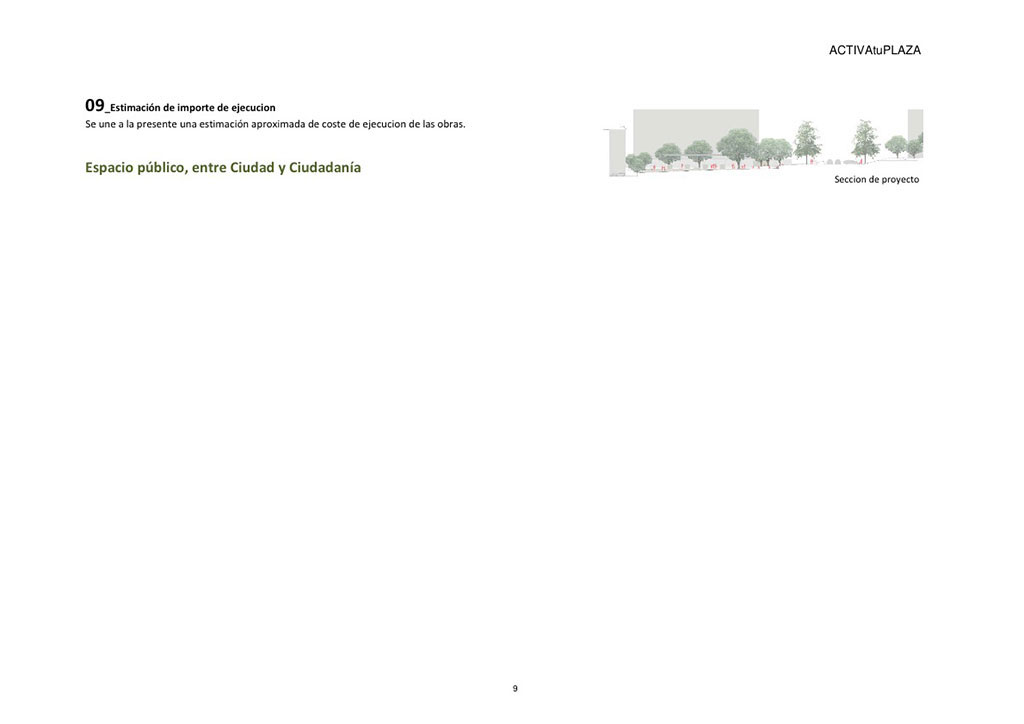 ACTIVAtuPLAZA
09_Estimación de importe de ejecucion
Se une a la presente una estimación aproximada de coste de ejecucion de las obras.
Espacio público, entre Ciudad y Ciudadanía
Seccion de proyecto
9